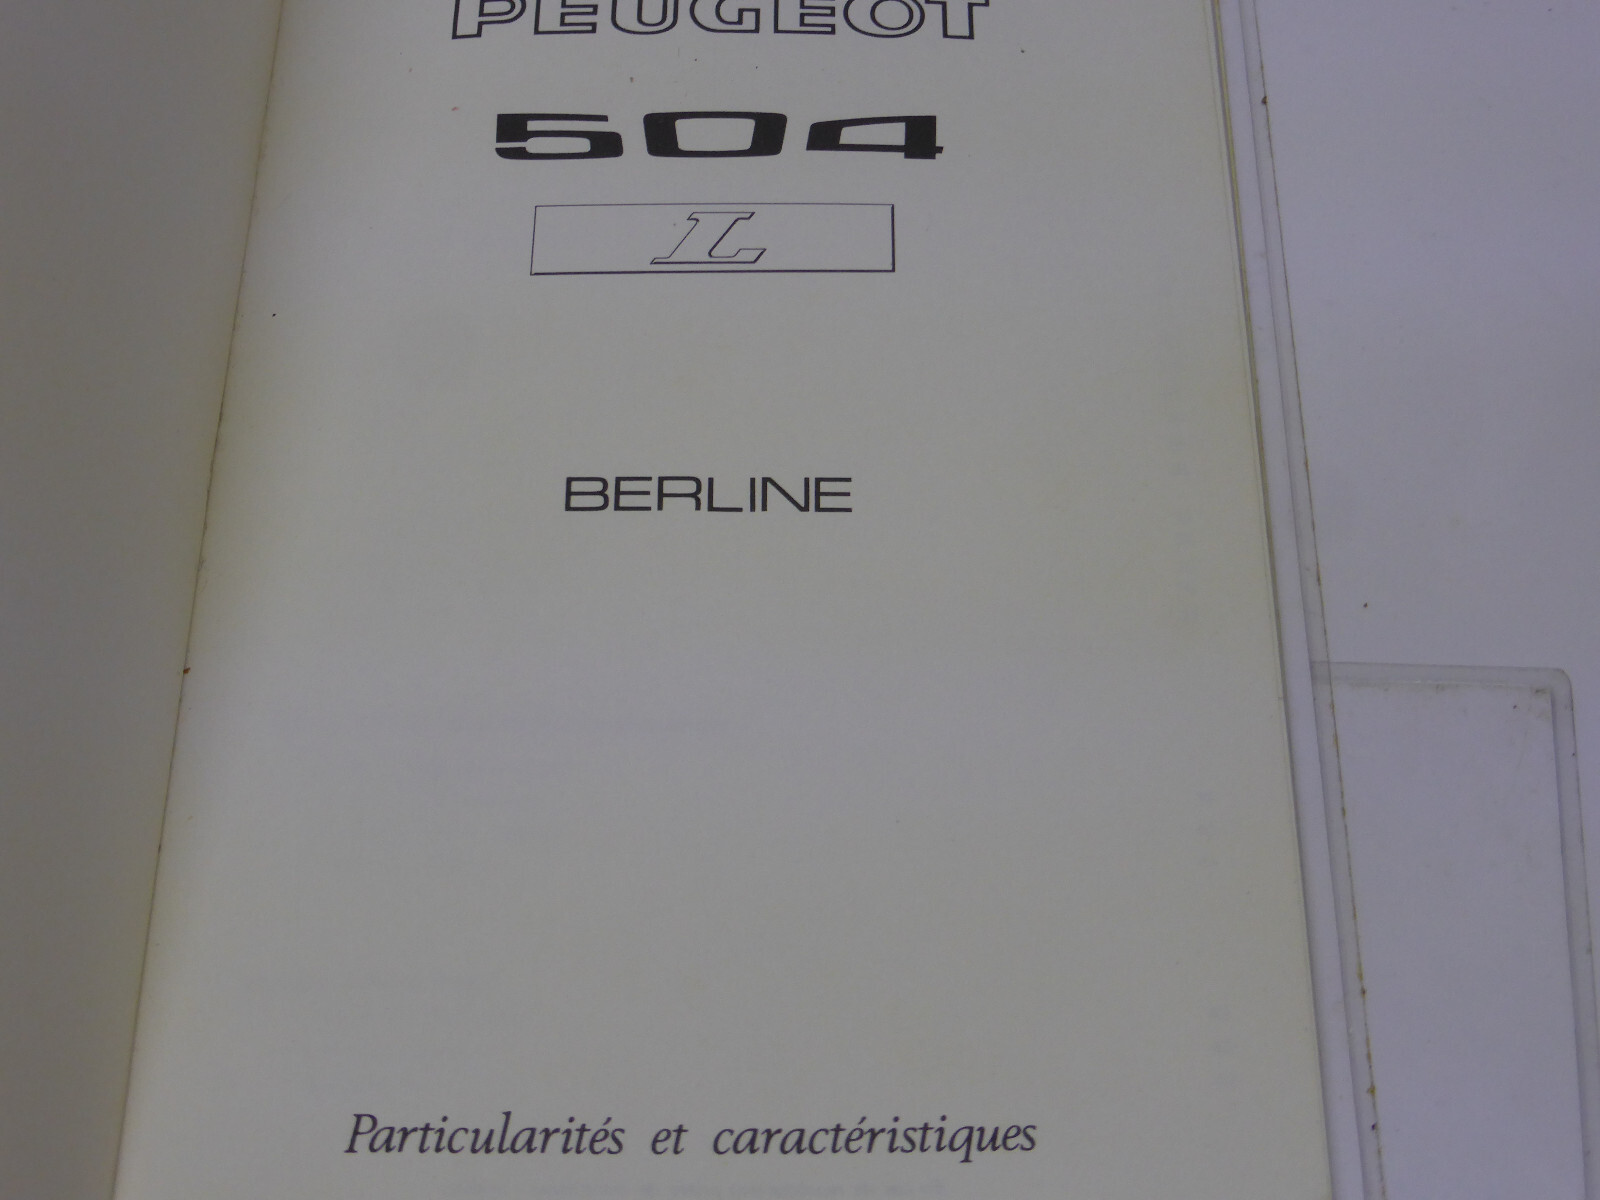 PEUGEOT
504
L
BERLINE
Particularités et caractéristiques